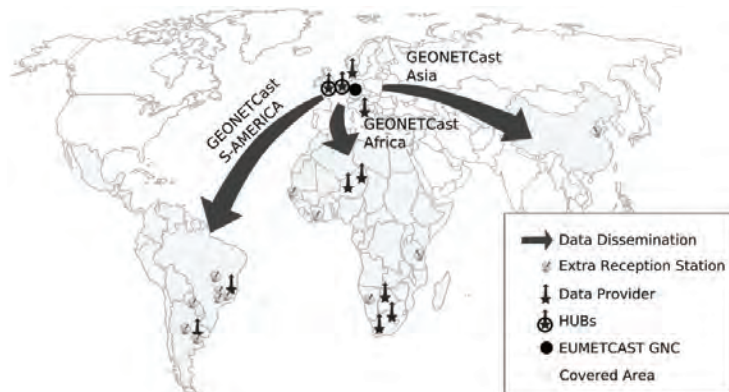 GEONETCast
Asia
GEONETCast
S-AMERICA
GEONETCast
Africa
Data Dissemination
Extra Reception Station
Data Provider
HUBs
EUMETCAST GNC
Covered Area